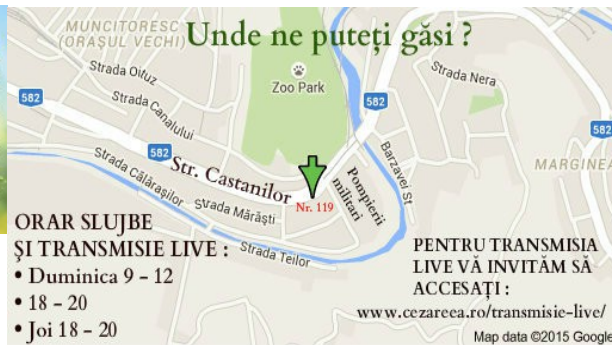 Unde ne puteți găsi ?
MUNCITORESC
(ORAȘUL VECHI)
Strada Oituz
Zoo Park
Strada Nera
582
582
582
582
Strada Canalului
Str. Castanilor
Strada Călărașilor
Strada Mărăști
Nr. 119
Pompierii
militari
Barzavei St
MARGINEA
Strada Teilor
ORAR SLUJBE
ȘI TRANSMISIE LIVE :
• Duminica 9 - 12
• 18 - 20
• Joi 18 - 20
PENTRU TRANSMISIA
LIVE VĂ INVITĂM SĂ
ACCESAȚI :
www.cezareea.ro/transmisie-live/
Map data ©2015 Google